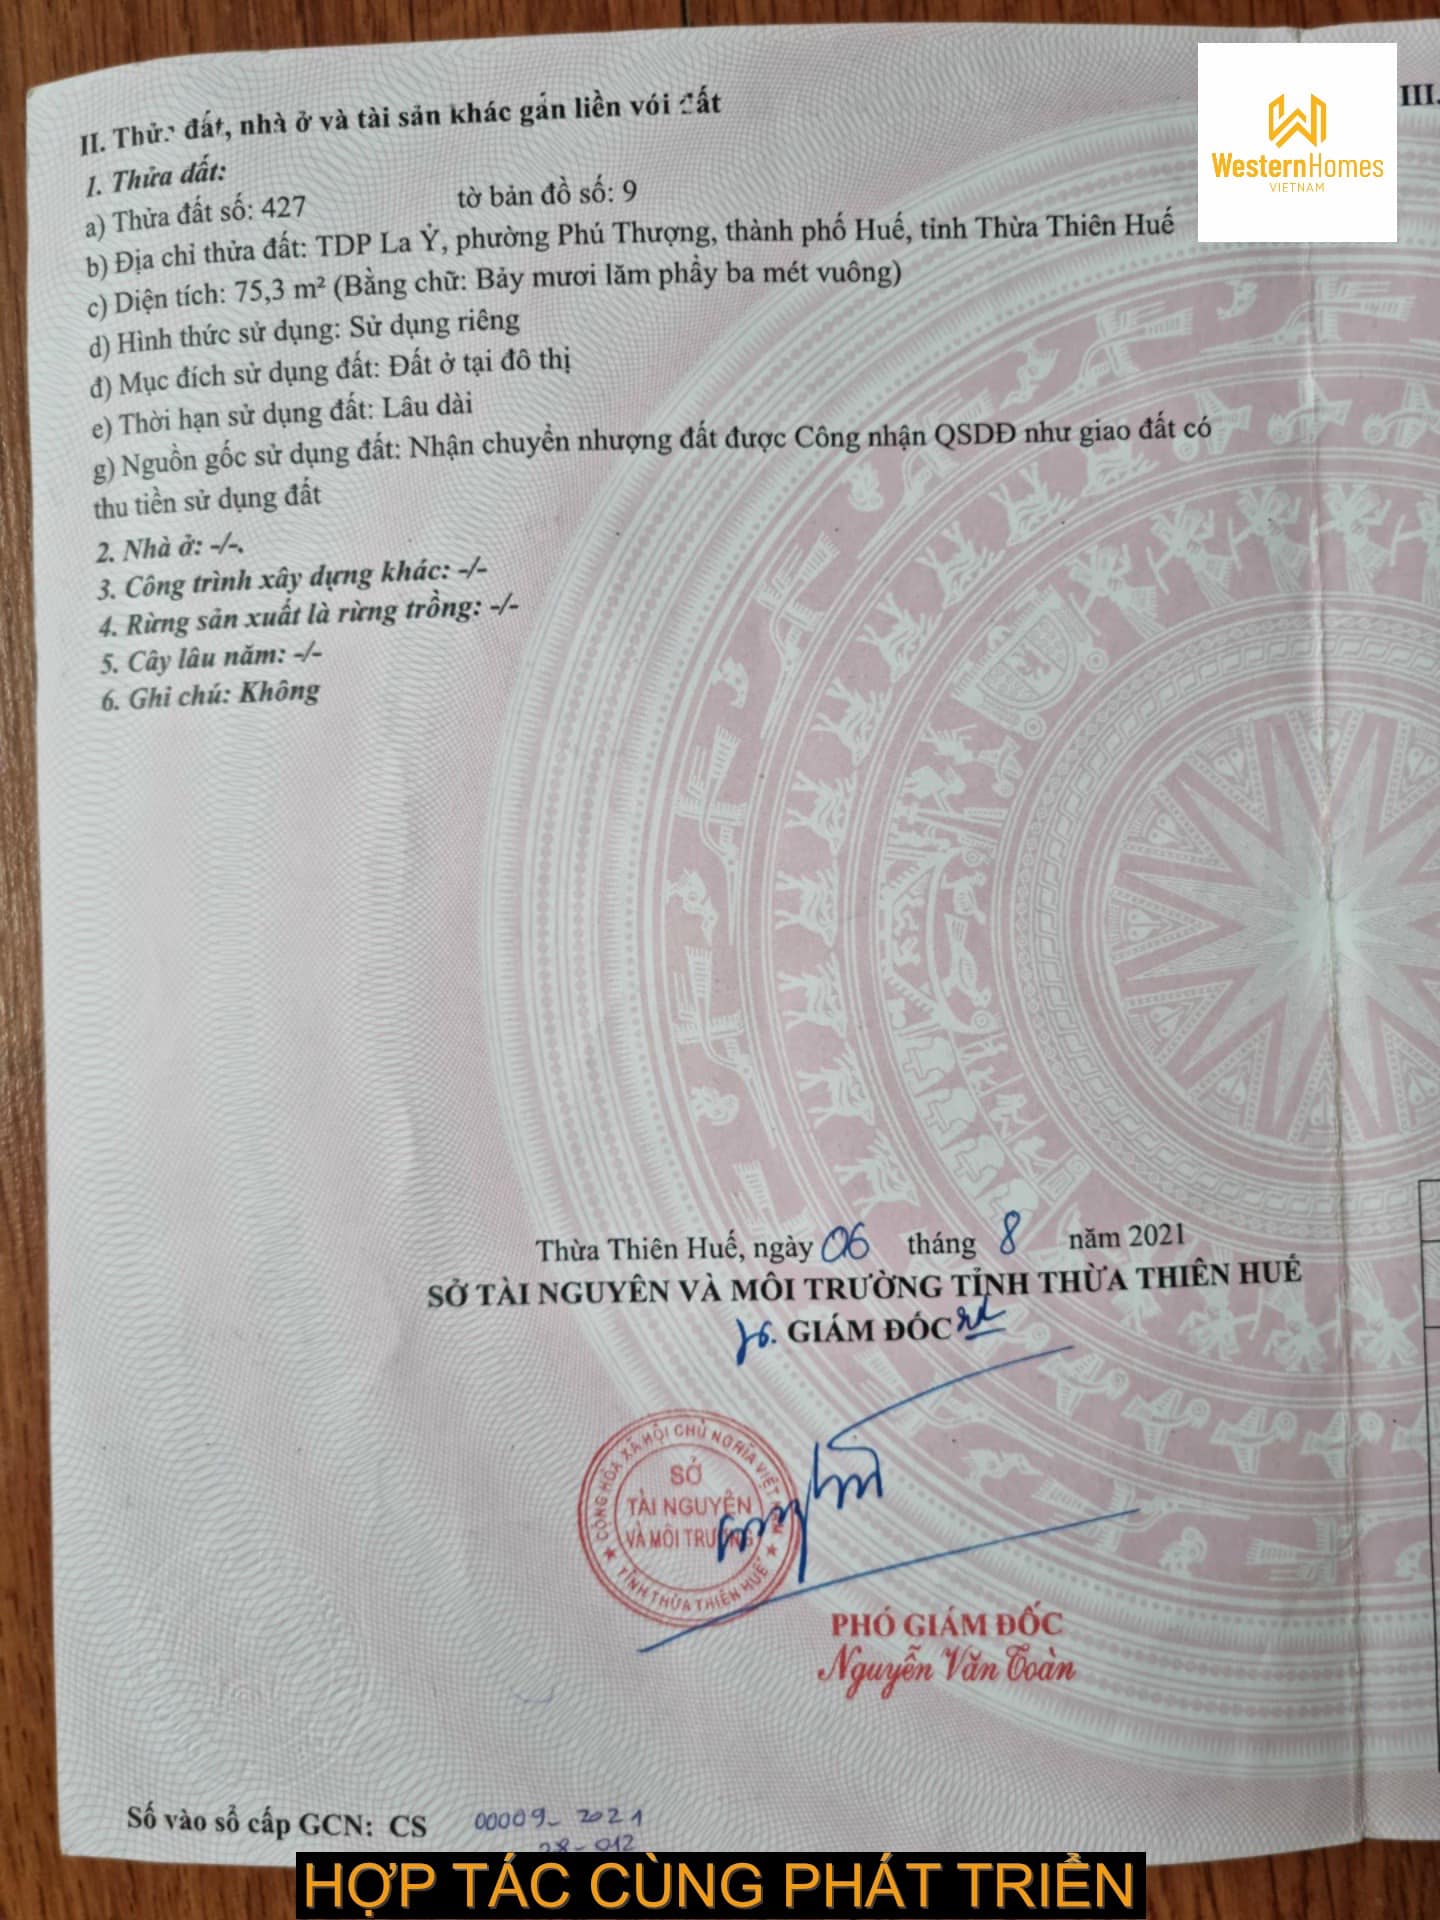 II. Thửa đất, nhà ở và tài sản khác gắn liền với đất
III.
WesternHomes
VIETNAM
1. Thửa đất:
a) Thửa đất số: 427 tờ bản đồ số: 9
b) Địa chỉ thửa đất: TDP La Ỷ, phường Phú Thượng, thành phố Huế, tỉnh Thừa Thiên Huế
c) Diện tích: 75,3 m² (Bằng chữ: Bảy mươi lăm phẩy ba mét vuông)
d) Hình thức sử dụng: Sử dụng riêng
đ) Mục đích sử dụng đất: Đất ở tại đô thị
e) Thời hạn sử dụng đất: Lâu dài
g) Nguồn gốc sử dụng đất: Nhận chuyển nhượng đất được Công nhận QSDĐ như giao đất có
thu tiền sử dụng đất
2. Nhà ở: -/-.
3. Công trình xây dựng khác: -/-
4. Rừng sản xuất là rừng trồng: -/-
5. Cây lâu năm: -/-
6. Ghi chú: Không
Thừa Thiên Huế, ngày 06 tháng 8 năm 2021
SỞ TÀI NGUYÊN VÀ MÔI TRƯỜNG TỈNH THỪA THIÊN HUẾ
GIÁM ĐỐC
CỘNG HÒA XÃ HỘI CHỦ NGHĨA VIỆT NAM
SỞ
TÀI NGUYÊN
VÀ MÔI TRƯỜNG
TỈNH THỪA THIÊN HUẾ
PHÓ GIÁM ĐỐC
Nguyễn Văn Toàn
Số vào sổ cấp GCN: CS 00009-2021
28-012
HỢP TÁC CÙNG PHÁT TRIỂN